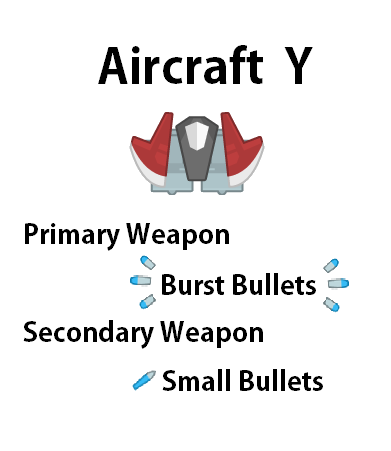 Aircraft Y
Primary Weapon
Burst Bullets
Secondary Weapon
Small Bullets